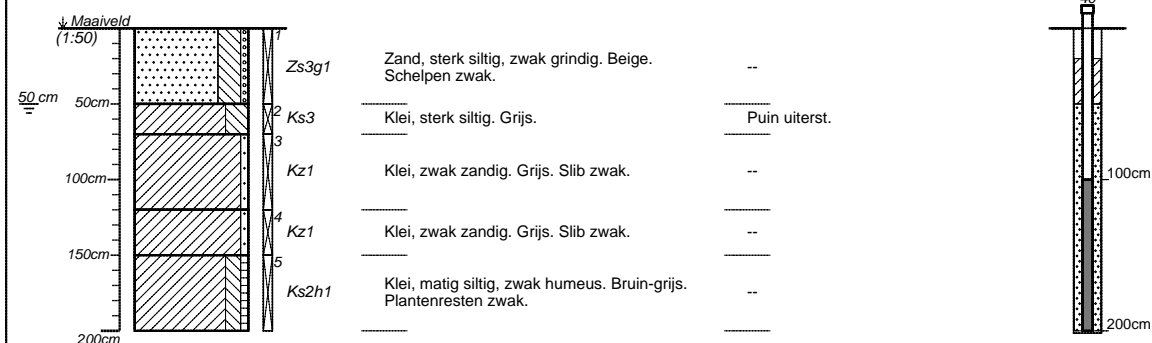 Maaiveld
(1:50)
1
Zs3g1
Zand, sterk siltig, zwak grindig. Beige.
Schelpen zwak.
--
50 cm
50cm
2
Ks3
Klei, sterk siltig. Grijs.
Puin uiterst.
3
Kz1
Klei, zwak zandig. Grijs. Slib zwak.
--
100cm
100cm
4
Kz1
Klei, zwak zandig. Grijs. Slib zwak.
--
150cm
5
Ks2h1
Klei, matig siltig, zwak humeus. Bruin-grijs.
Plantenresten zwak.
--
200cm
200cm